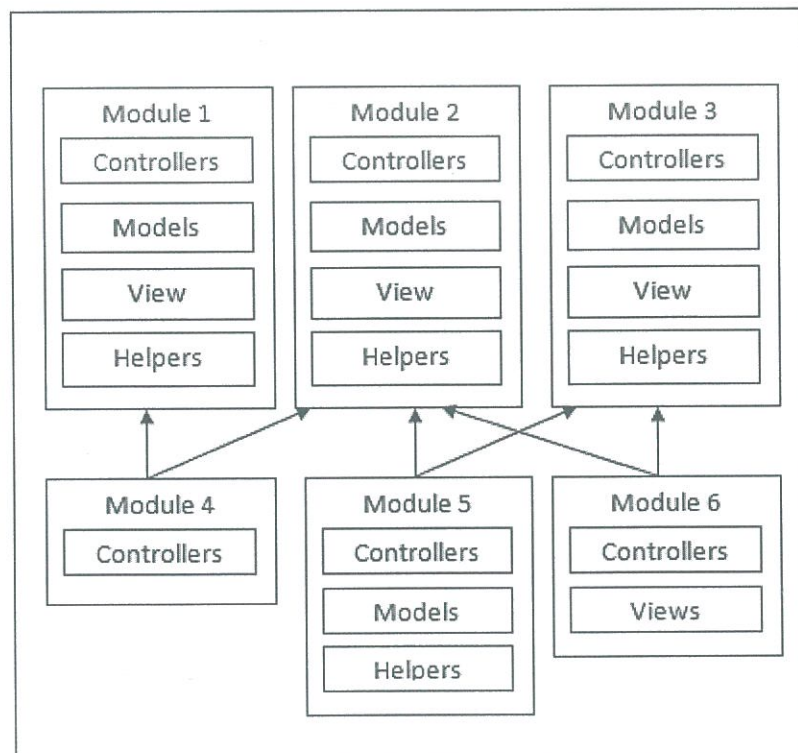 Module 1
Controllers
Models
View
Helpers
Module 2
Controllers
Models
View
Helpers
Module 3
Controllers
Models
View
Helpers
Module 4
Controllers
Module 5
Controllers
Models
Helpers
Module 6
Controllers
Views